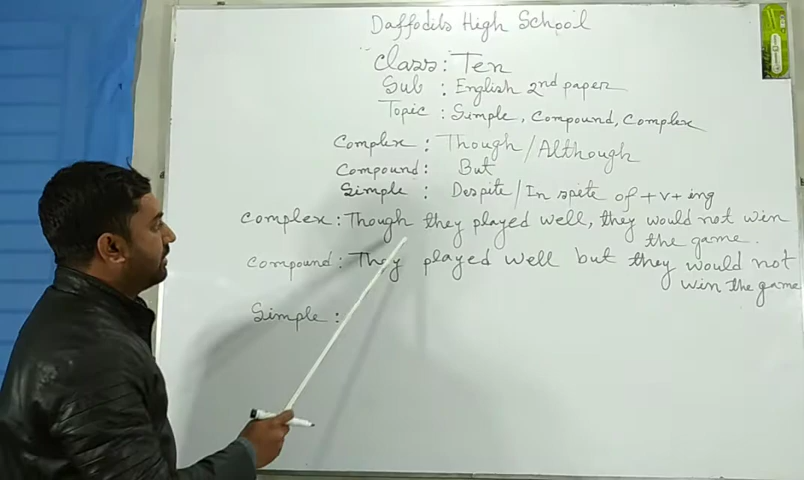 Daffodils High School
Class: Ten
Sub : English 2nd paper
Topic : Simple, Compound, Complex
Complex : Though/Although
Compound : But
Simple : Despite/In spite of + v + ing
Complex : Though they played well, they would not win
the game.
Compound : They played well but they would not
win the game
Simple :